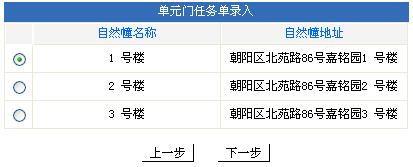 单元门任务单录入
自然幢名称 自然幢地址
1 号楼 朝阳区北苑路86号嘉铭园1 号楼
2 号楼 朝阳区北苑路86号嘉铭园2 号楼
3 号楼 朝阳区北苑路86号嘉铭园3 号楼
上一步 下一步